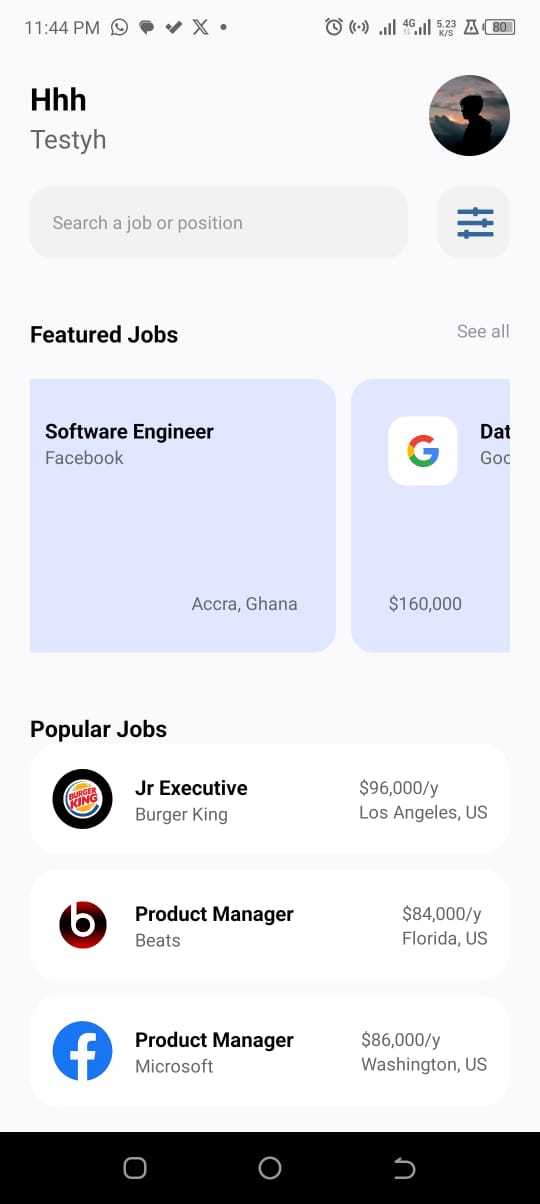 11:44 PM
4G
5.23
K/S
80
Hhh
Testyh
Search a job or position
Featured Jobs
See all
Software Engineer
Facebook
Accra, Ghana
Dat
Goo
$160,000
Popular Jobs
BURGER
KING
Jr Executive
Burger King
$96,000/y
Los Angeles, US
Product Manager
Beats
$84,000/y
Florida, US
Product Manager
Microsoft
$86,000/y
Washington, US